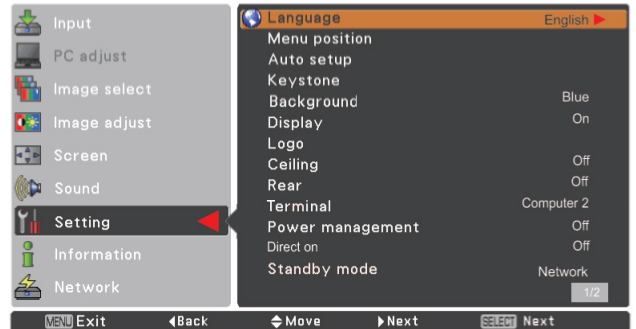 Input
PC adjust
Image select
Image adjust
Screen
Sound
Setting
Information
Network
Language English
Menu position
Auto setup
Keystone
Background Blue
Display On
Logo
Ceiling Off
Rear Off
Terminal Computer 2
Power management Off
Direct on Off
Standby mode Network
1/2
MENU Exit Back Move Next SELECT Next